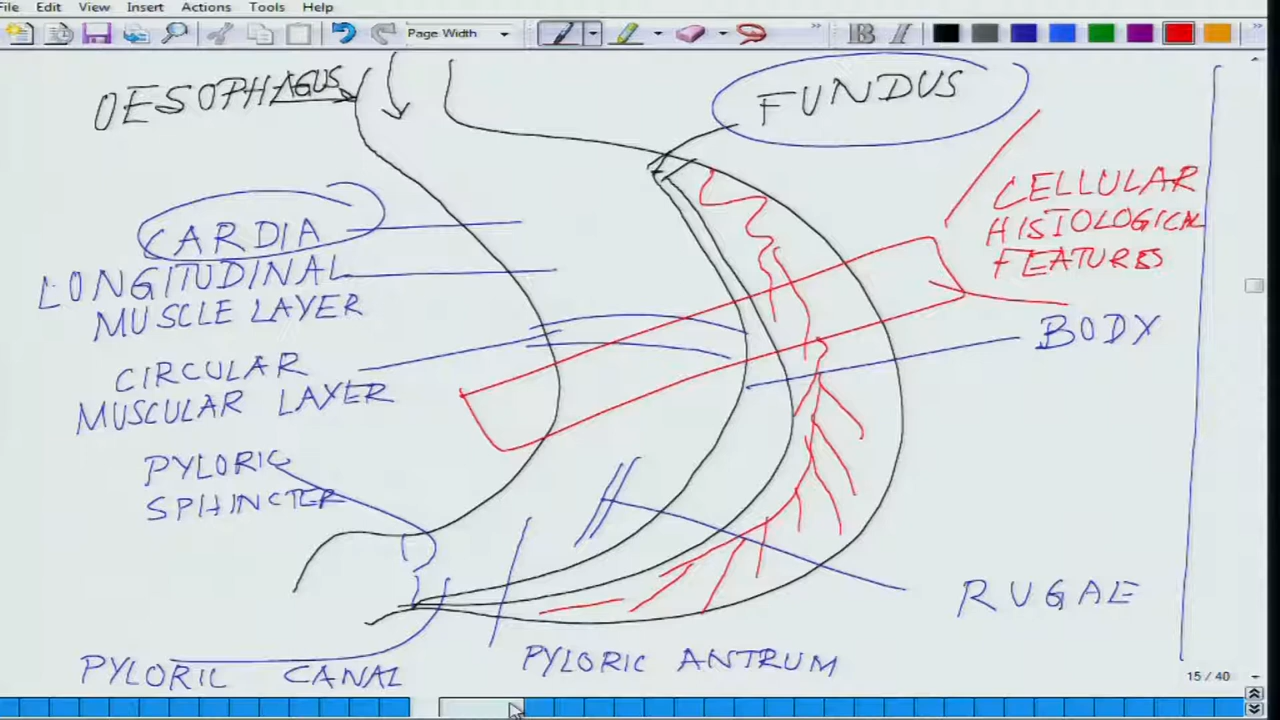 File Edit View Insert Actions Tools Help
Page Width
OESOPHAGUS
FUNDUS
CELLULAR
HISTOLOGICAL
FEATURES
CARDIA
LONGITUDINAL
MUSCLE LAYER
BODY
CIRCULAR
MUSCULAR LAYER
PYLORIC
SPHINCTER
RUGAE
PYLORIC ANTRUM
PYLORIC CANAL
15 / 40